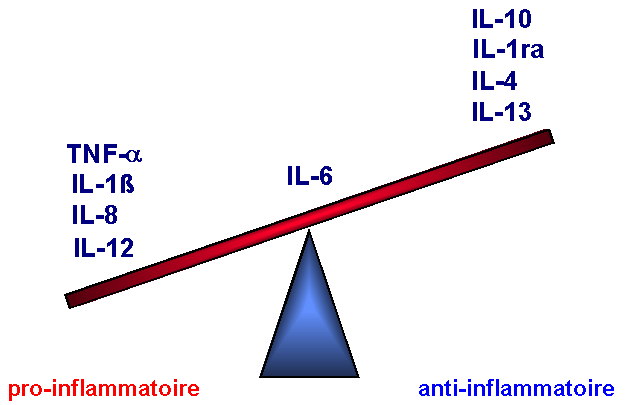 IL-10
IL-1ra
IL-4
IL-13
TNF-α
IL-1ß
IL-8
IL-12
IL-6
pro-inflammatoire
anti-inflammatoire